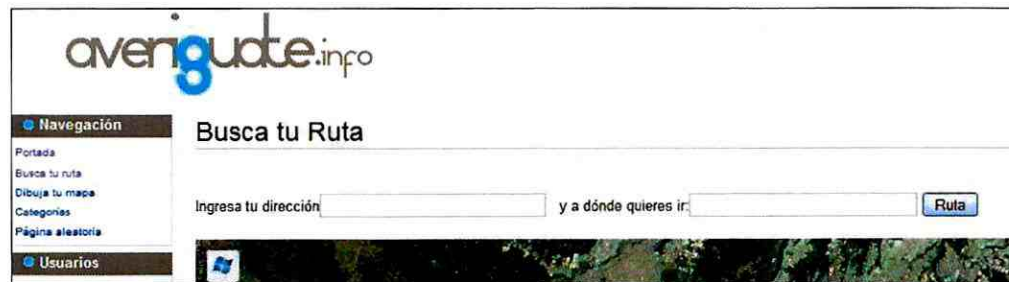 averiguate.info
Navegación
Portada
Busca tu ruta
Dibuja tu mapa
Categorías
Página aleatoria
Usuarios
Busca tu Ruta
Ingresa tu dirección y a dónde quieres ir: Ruta